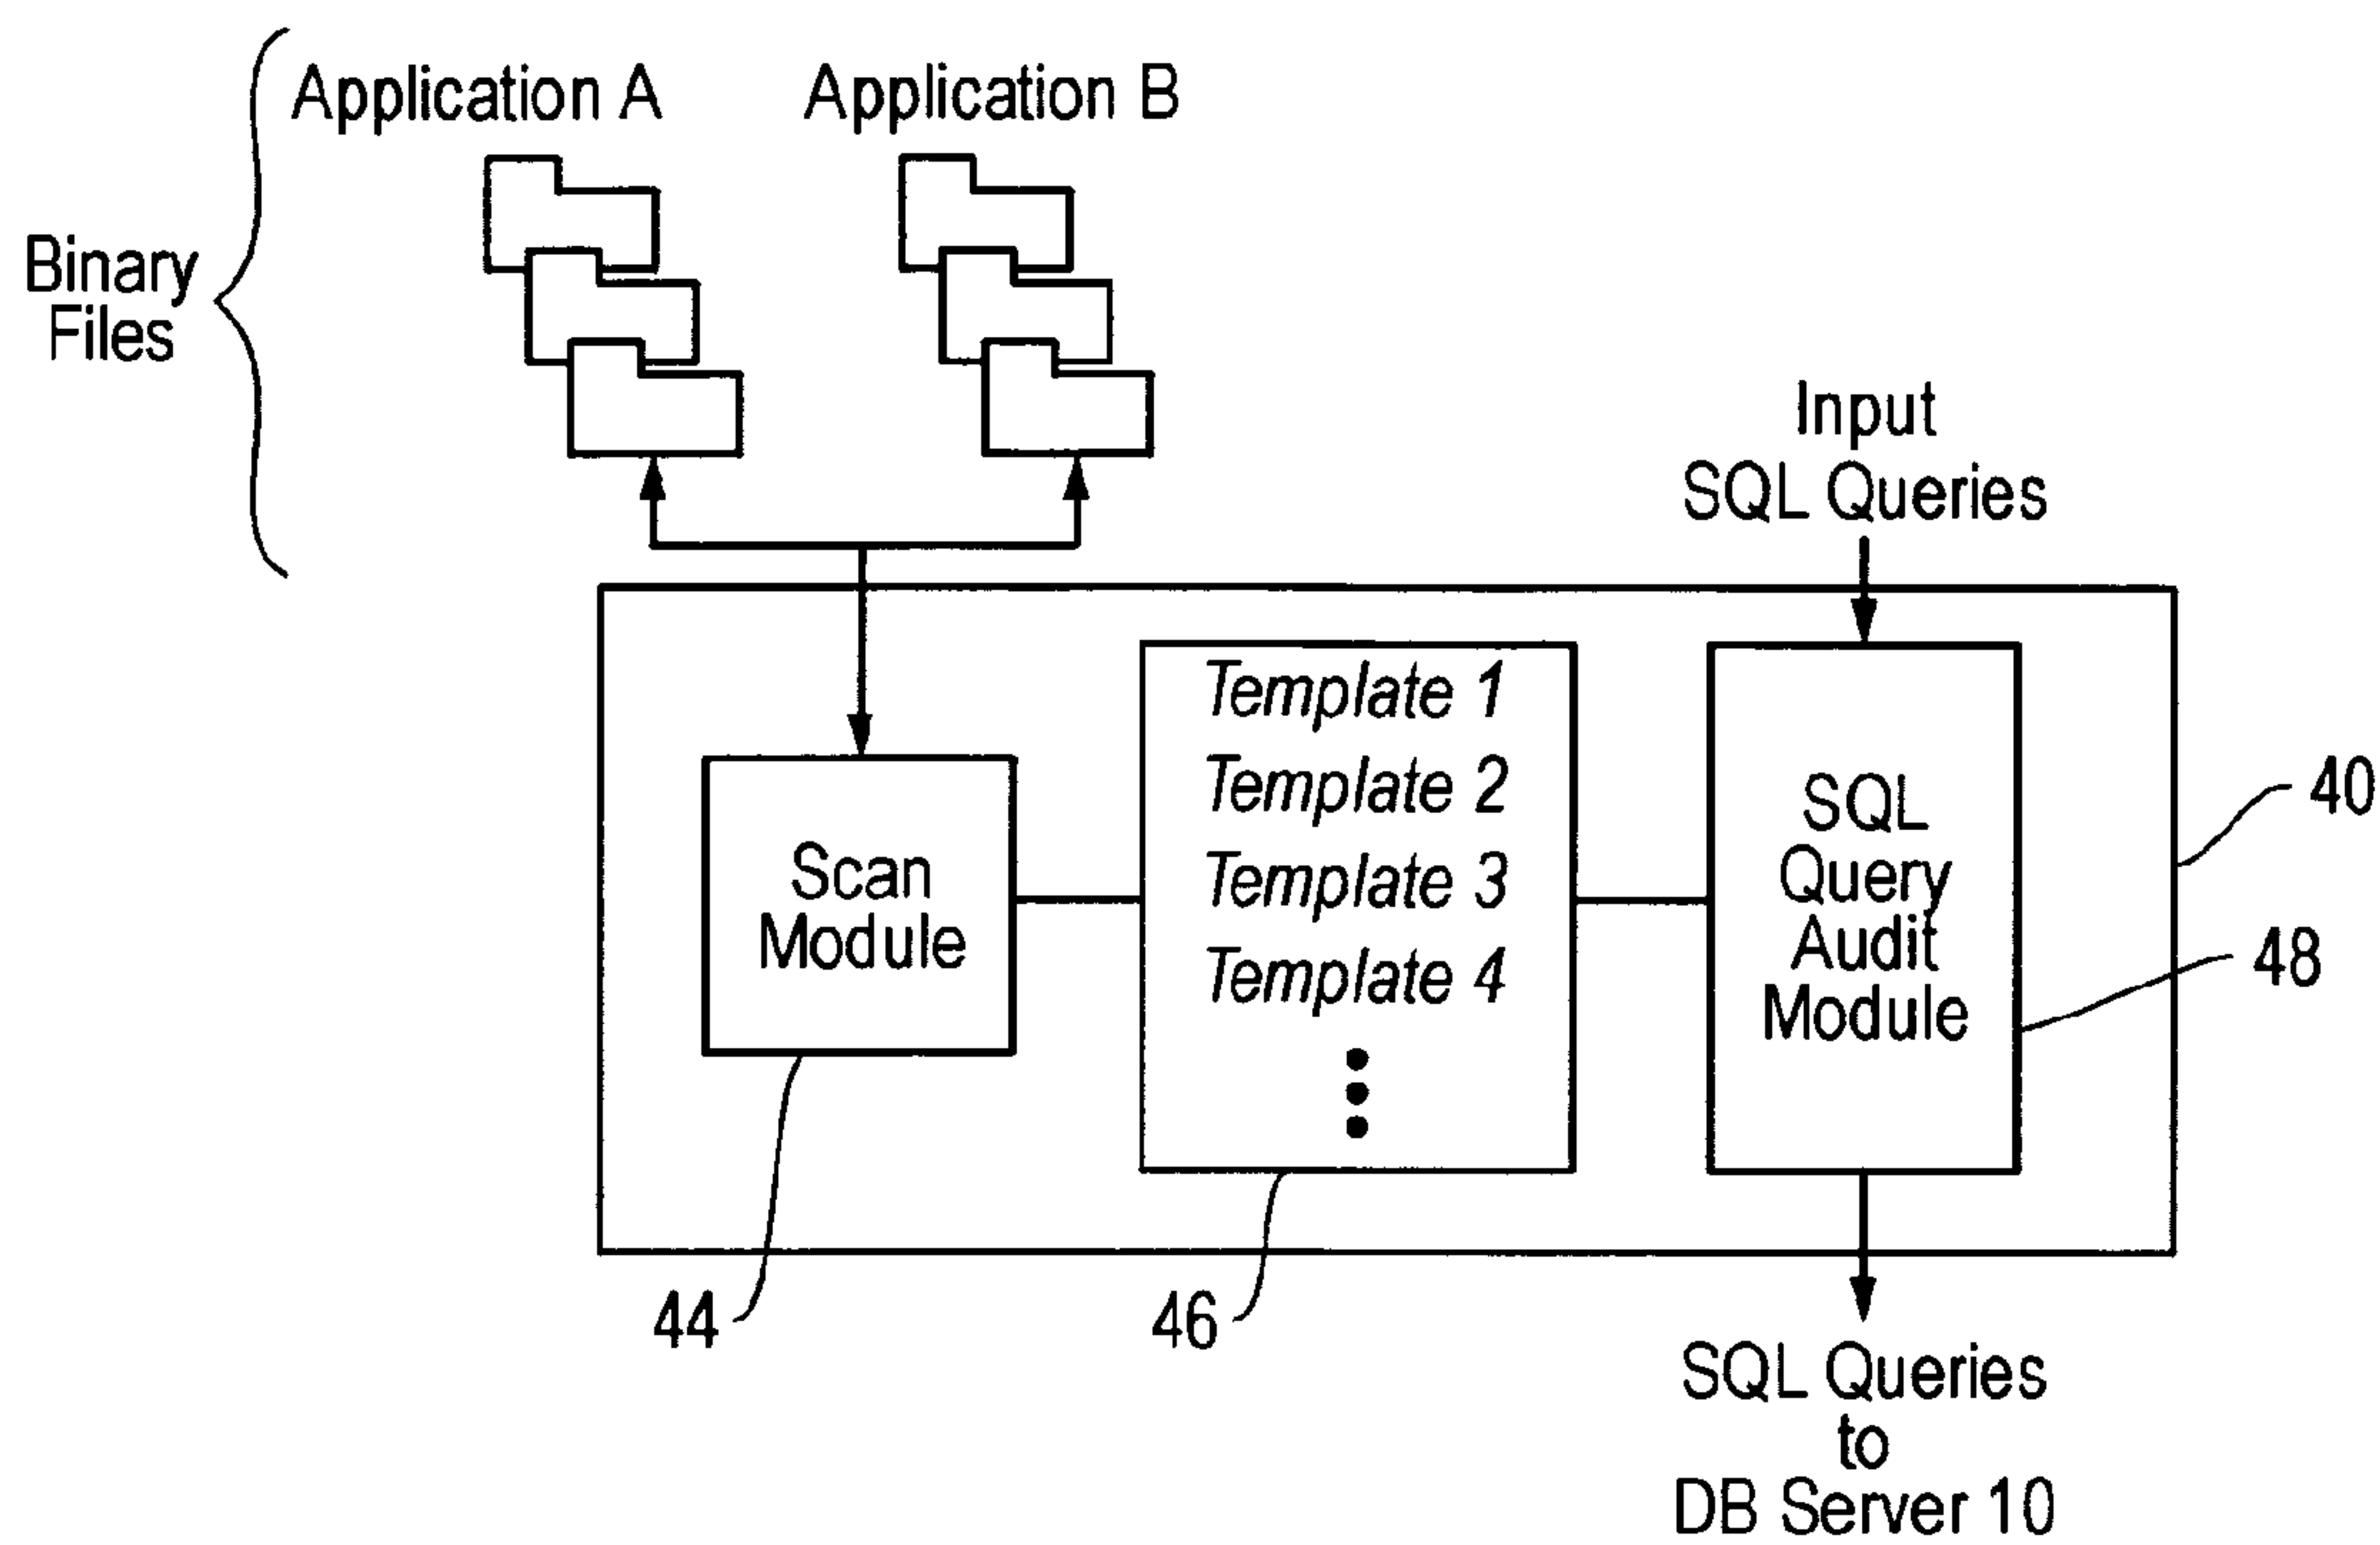 Application A
Application B
Binary
Files
Input
SQL Queries
Template 1
Template 2
Template 3
Template 4
Scan
Module
SQL
Query
Audit
Module
40
48
44
46
SQL Queries
to
DB Server 10